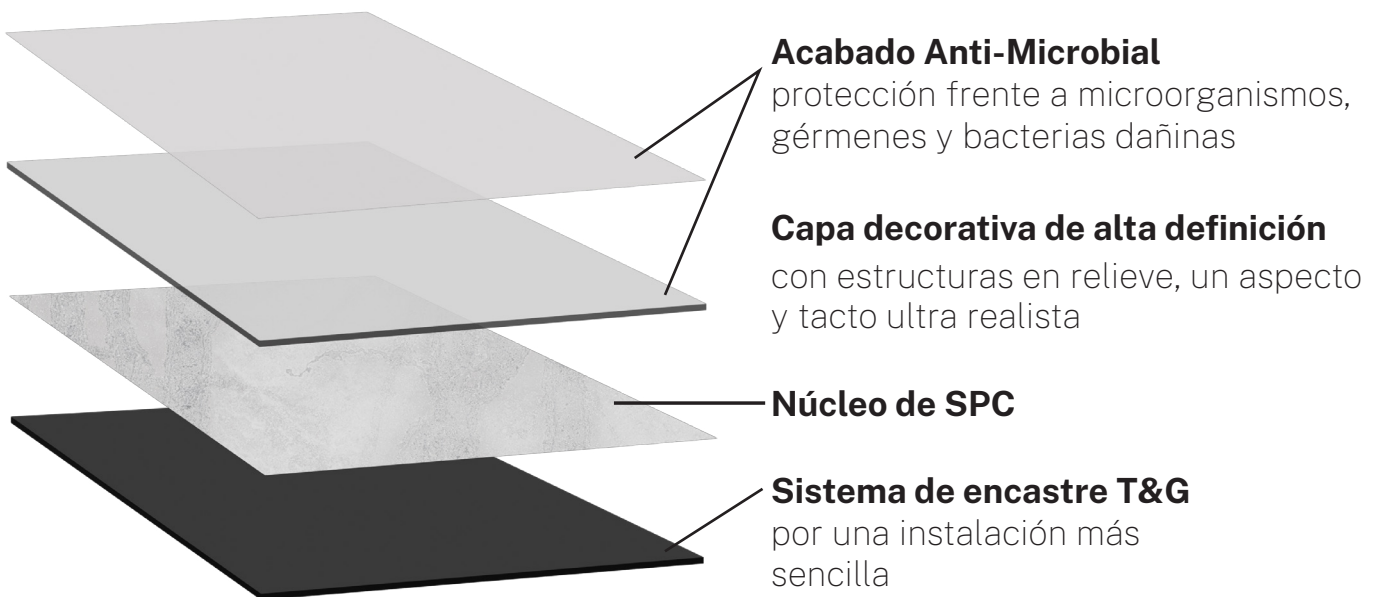 Acabado Anti-Microbial
protección frente a microorganismos,
gérmenes y bacterias dañinas
Capa decorativa de alta definición
con estructuras en relieve, un aspecto
y tacto ultra realista
Núcleo de SPC
Sistema de encastre T&G
por una instalación más
sencilla